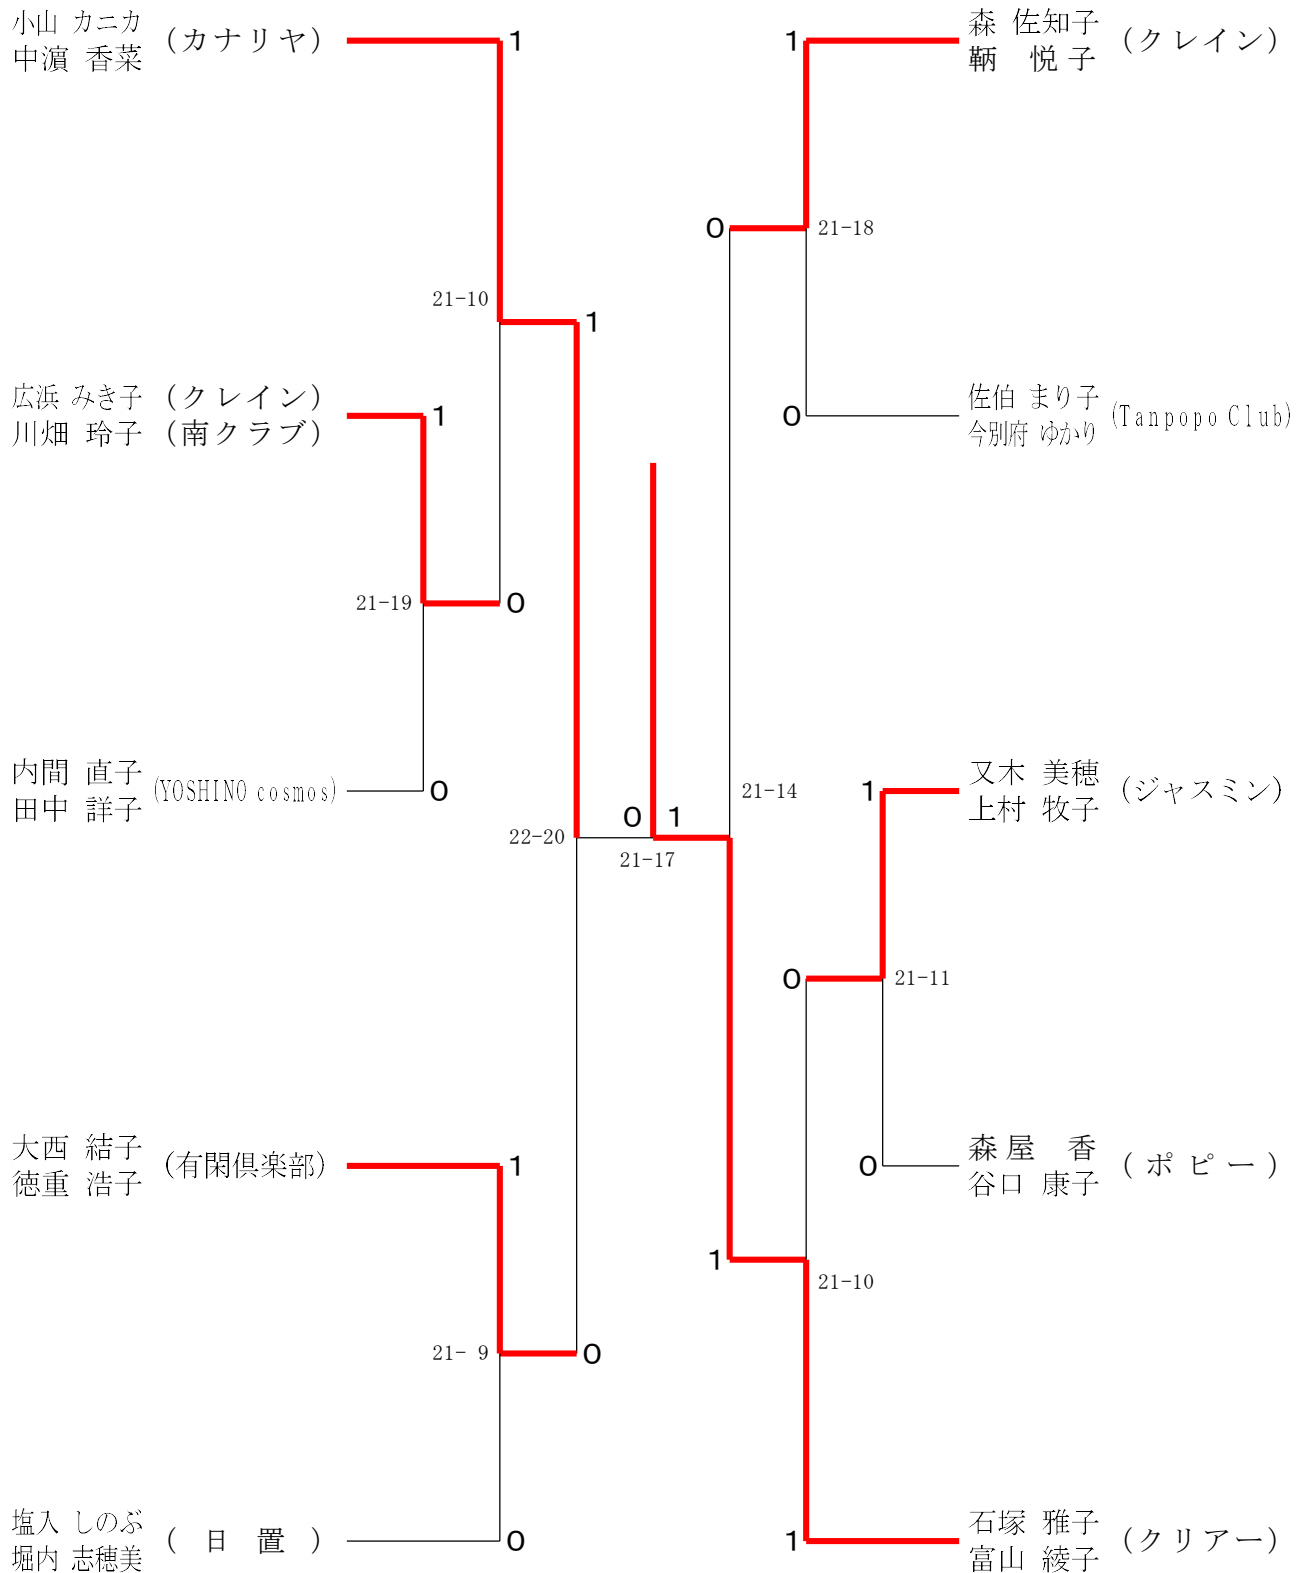 小山 カニカ
中濵 香菜
(カナリヤ)
1
21-10
1
広浜 みき子 (クレイン)
川畑 玲子 (南クラブ)
1
21-19
0
内間 直子
田中 詳子
(YOSHINO cosmos)
0
22-20
大西 結子
徳重 浩子
(有閑倶楽部)
1
21- 9
0
塩入 しのぶ
堀内 志穂美
(日置)
0
0 1
21-17
森 佐知子
鞆 悦子
(クレイン)
1
0
21-18
佐伯 まり子
今別府 ゆかり
(Tanpopo Club)
0
21-14
又木 美穂
上村 牧子
(ジャスミン)
1
0
21-11
森屋 香
谷口 康子
(ポピー)
0
1
21-10
石塚 雅子
富山 綾子
(クリアー)
1